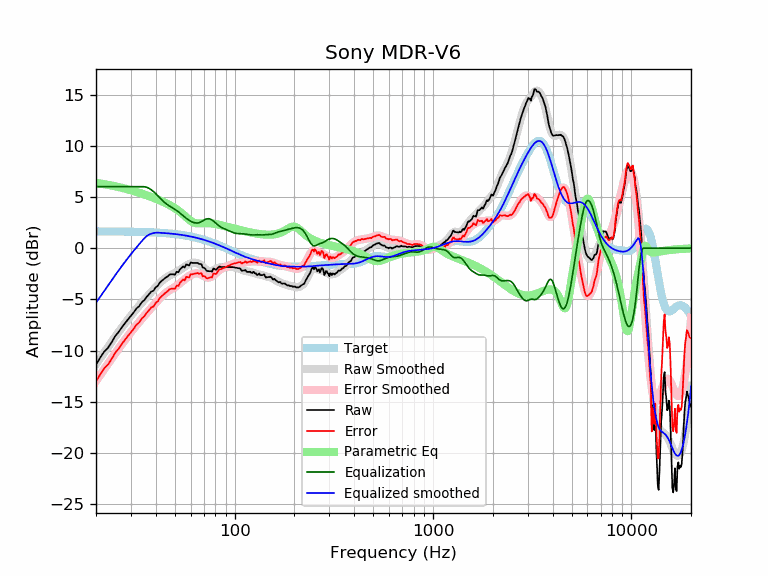 Sony MDR-V6
15
10
5
0
−5
−10
−15
−20
−25
Amplitude (dBr)
Target
Raw Smoothed
Error Smoothed
Raw
Error
Parametric Eq
Equalization
Equalized smoothed
100
1000
10000
Frequency (Hz)